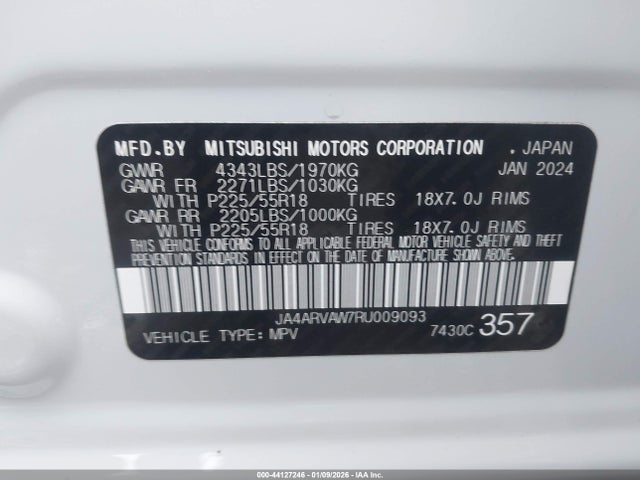 MFD.BY MITSUBISHI MOTORS CORPORATION . JAPAN
GWWR 4343LBS/1970KG JAN 2024
GAWR FR 2271LBS/1030KG
WITH P225/55R18 TIRES 18X7.0J RIMS
GAWR RR 2205LBS/1000KG
WITH P225/55R18 TIRES 18X7.0J RIMS
THIS VEHICLE CONFORMS TO ALL APPLICABLE FEDERAL MOTOR VEHICLE SAFETY AND THEFT
PREVENTION STANDARDS IN EFFECT ON THE DATE OF MANUFACTURE SHOWN ABOVE.
JA4ARVAW7RU009093
VEHICLE TYPE:MPV 7430C 357
000-44127246 - 01/09/2026 - IAAI.COM